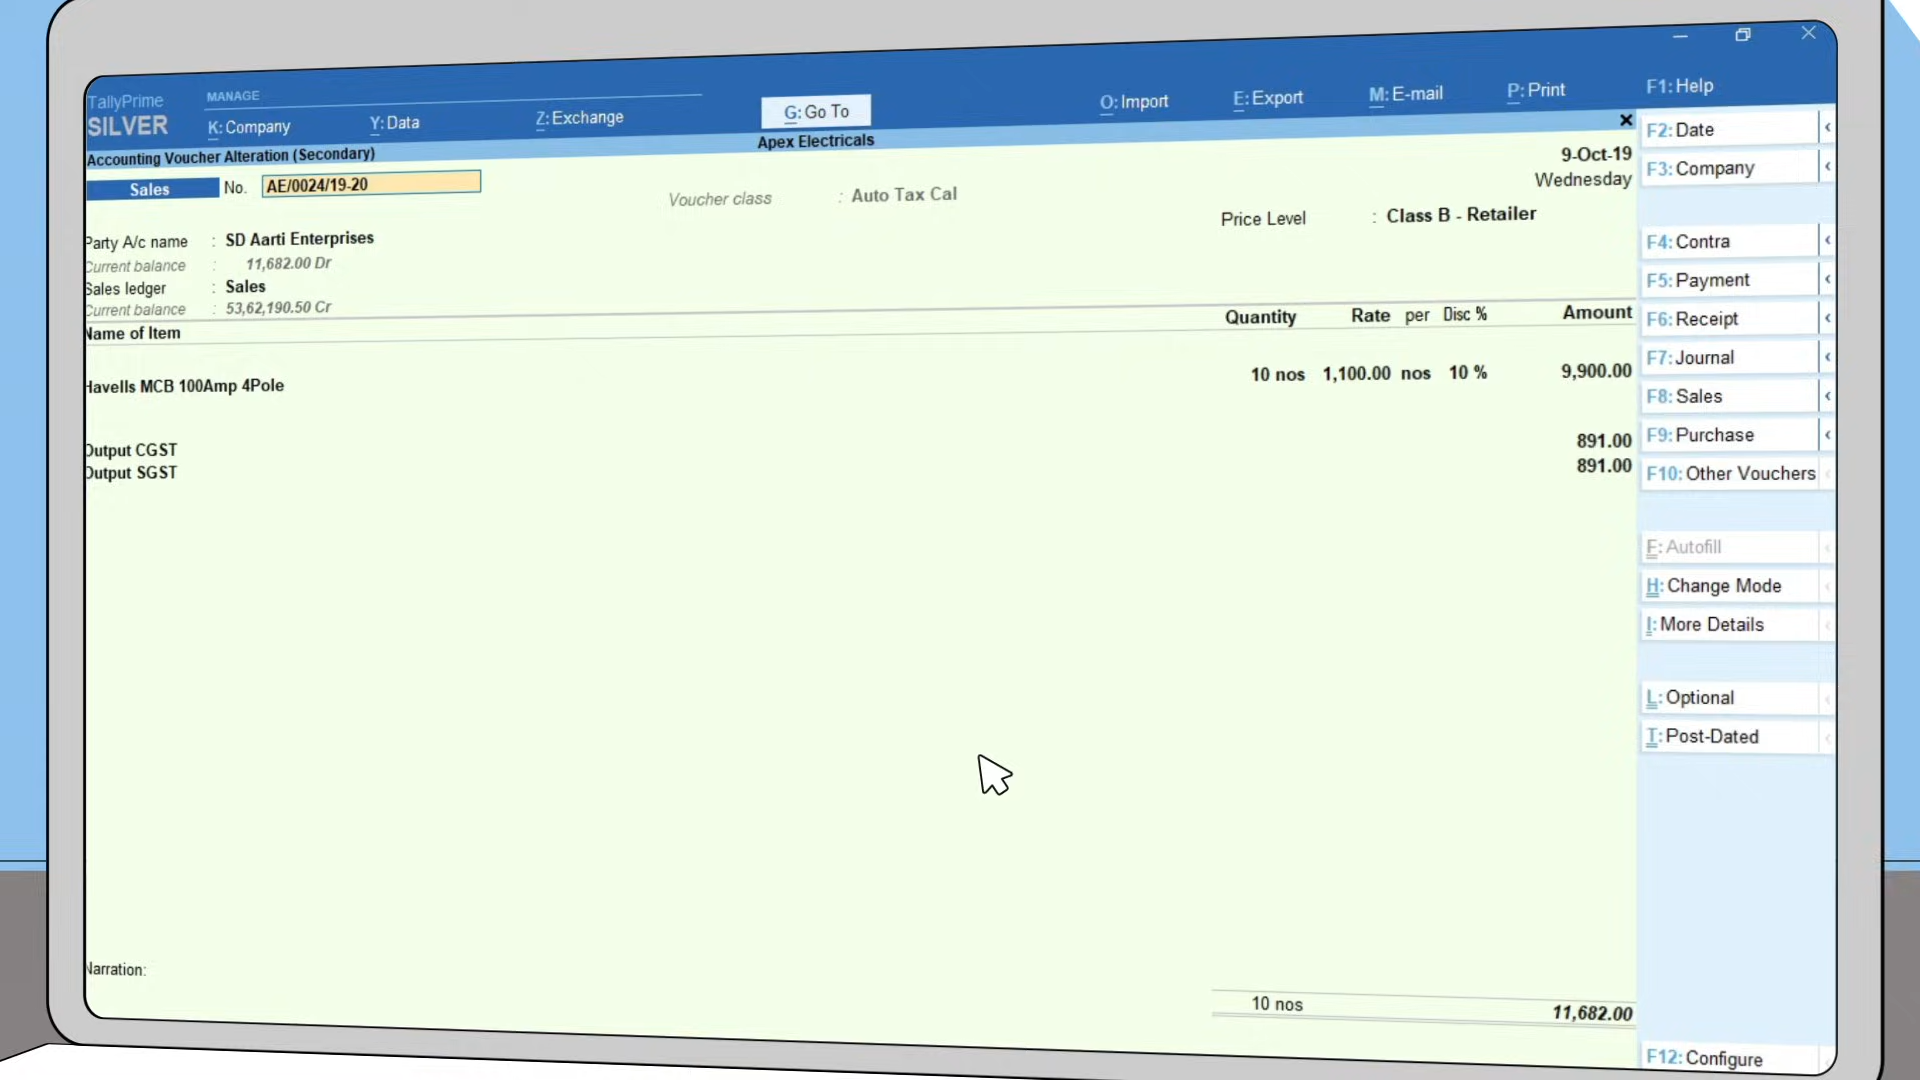 TallyPrime
SILVER
MANAGE
K: Company
Y: Data
Z: Exchange
G: Go To
O: Import
E: Export
M: E-mail
P: Print
F1: Help
Accounting Voucher Alteration (Secondary)
Apex Electricals
Sales No. AE/0024/19-20
9-Oct-19
Wednesday
Voucher class : Auto Tax Cal
Price Level : Class B - Retailer
Party A/c name : SD Aarti Enterprises
Current balance : 11,682.00 Dr
Sales ledger : Sales
Current balance : 53,62,190.50 Cr
Name of Item Quantity Rate per Disc % Amount
Havells MCB 100Amp 4Pole 10 nos 1,100.00 nos 10 % 9,900.00
Output CGST 891.00
Output SGST 891.00
Narration:
10 nos 11,682.00
F2: Date
F3: Company
F4: Contra
F5: Payment
F6: Receipt
F7: Journal
F8: Sales
F9: Purchase
F10: Other Vouchers
F: Autofill
H: Change Mode
I: More Details
L: Optional
T: Post-Dated
F12: Configure